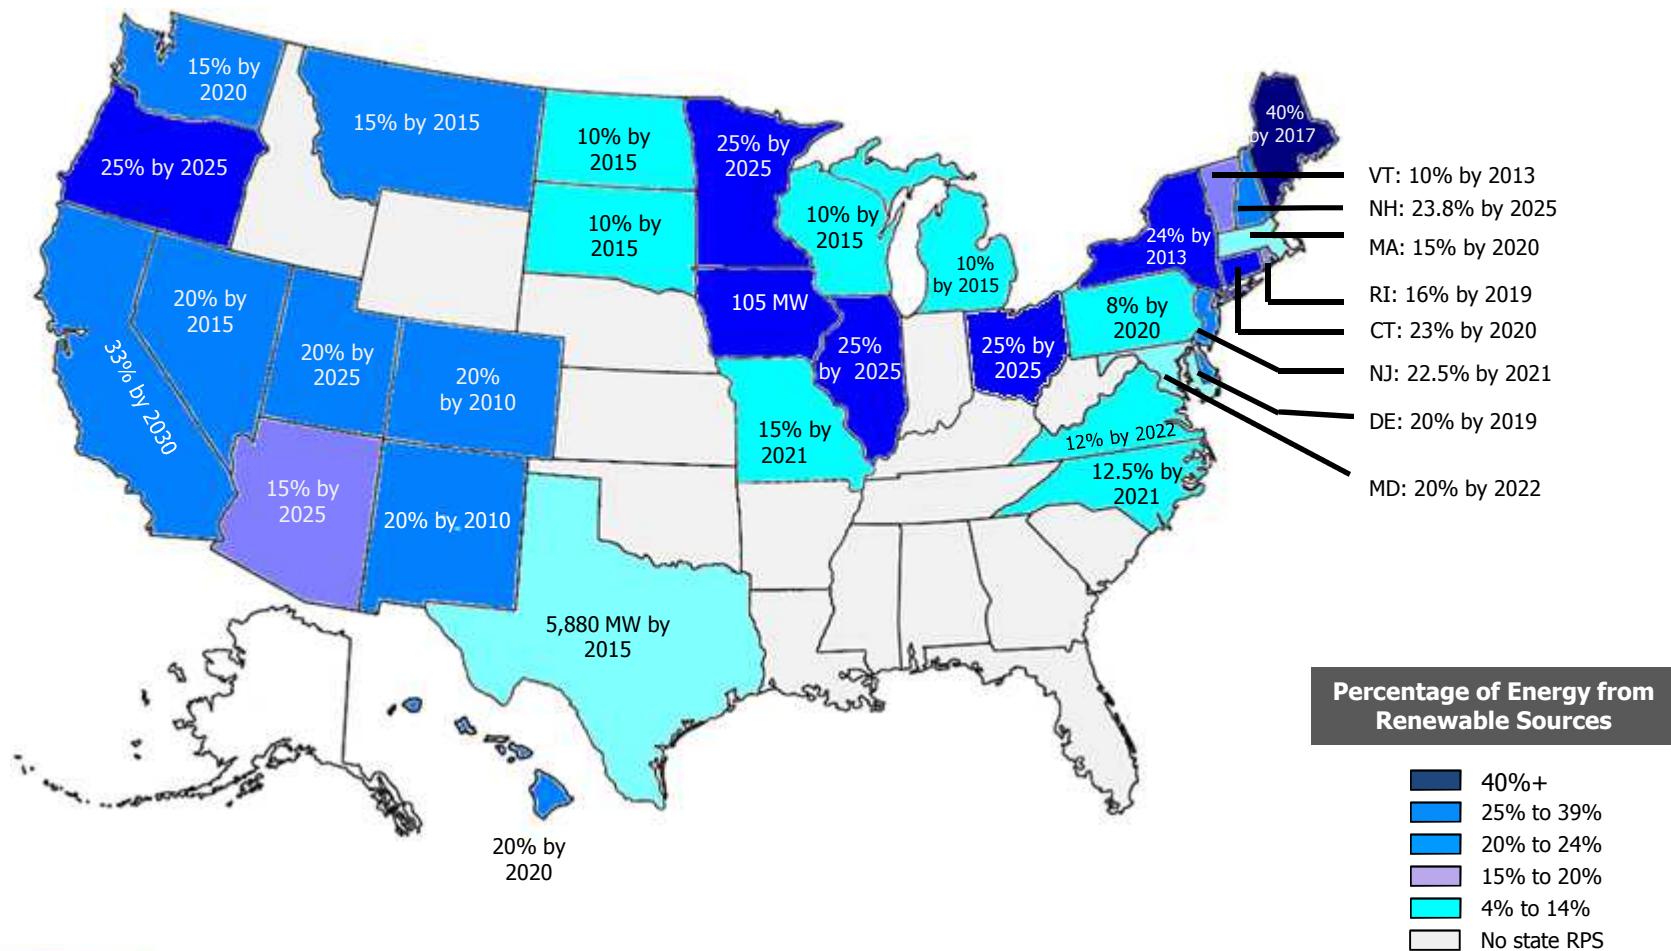 15% by
2020
15% by 2015
25% by 2025
10% by
2015
10% by
2015
25% by
2025
10% by
2015
10%
by 2015
40%
by 2017
24% by
2013
VT: 10% by 2013
NH: 23.8% by 2025
MA: 15% by 2020
RI: 16% by 2019
CT: 23% by 2020
NJ: 22.5% by 2021
DE: 20% by 2019
MD: 20% by 2022
33% by 2030
20% by
2015
20% by
2025
20%
by 2010
105 MW
25%
by 2025
25% by
2025
8% by
2020
15% by
2021
12% by 2022
12.5% by
2021
15% by
2025
20% by 2010
5,880 MW by
2015
20% by
2020
Percentage of Energy from
Renewable Sources
40%+
25% to 39%
20% to 24%
15% to 20%
4% to 14%
No state RPS